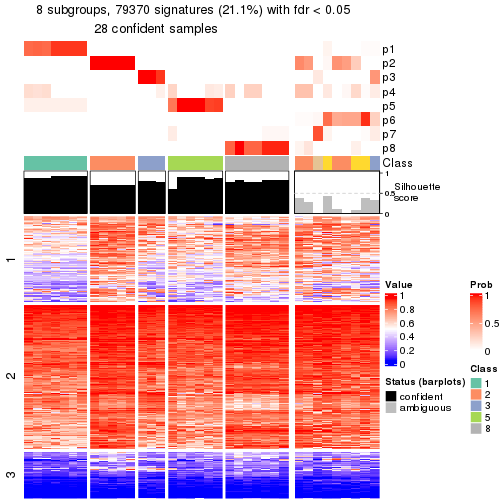 8 subgroups, 79370 signatures (21.1%) with fdr < 0.05
28 confident samples
p1
p2
p3
p4
p5
p6
p7
p8
Class
1
0.5
0
Silhouette
score
1
2
3
Value
1
0.8
0.6
0.4
0.2
0
Status (barplots)
confident
ambiguous
Prob
1
0.5
0
Class
1
2
3
5
8